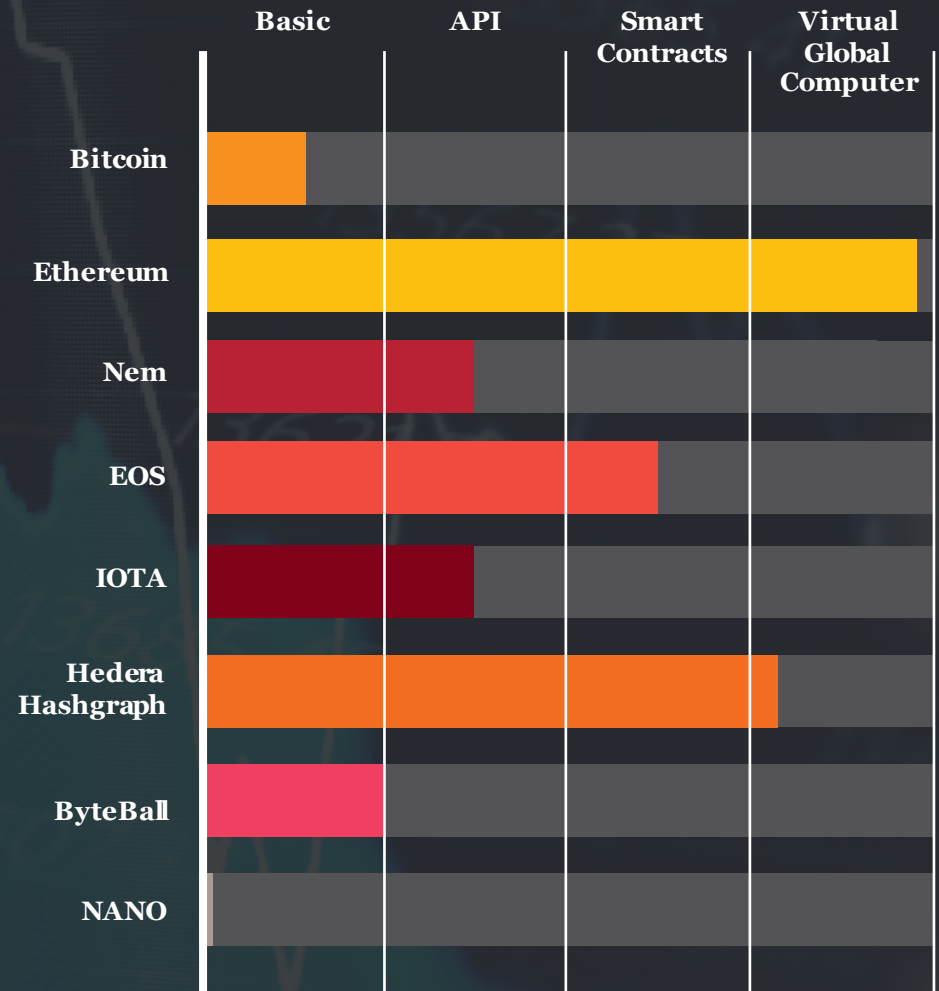 Basic
API
Smart
Contracts
Virtual
Global
Computer
Bitcoin
Ethereum
Nem
EOS
IOTA
Hedera
Hashgraph
ByteBall
NANO